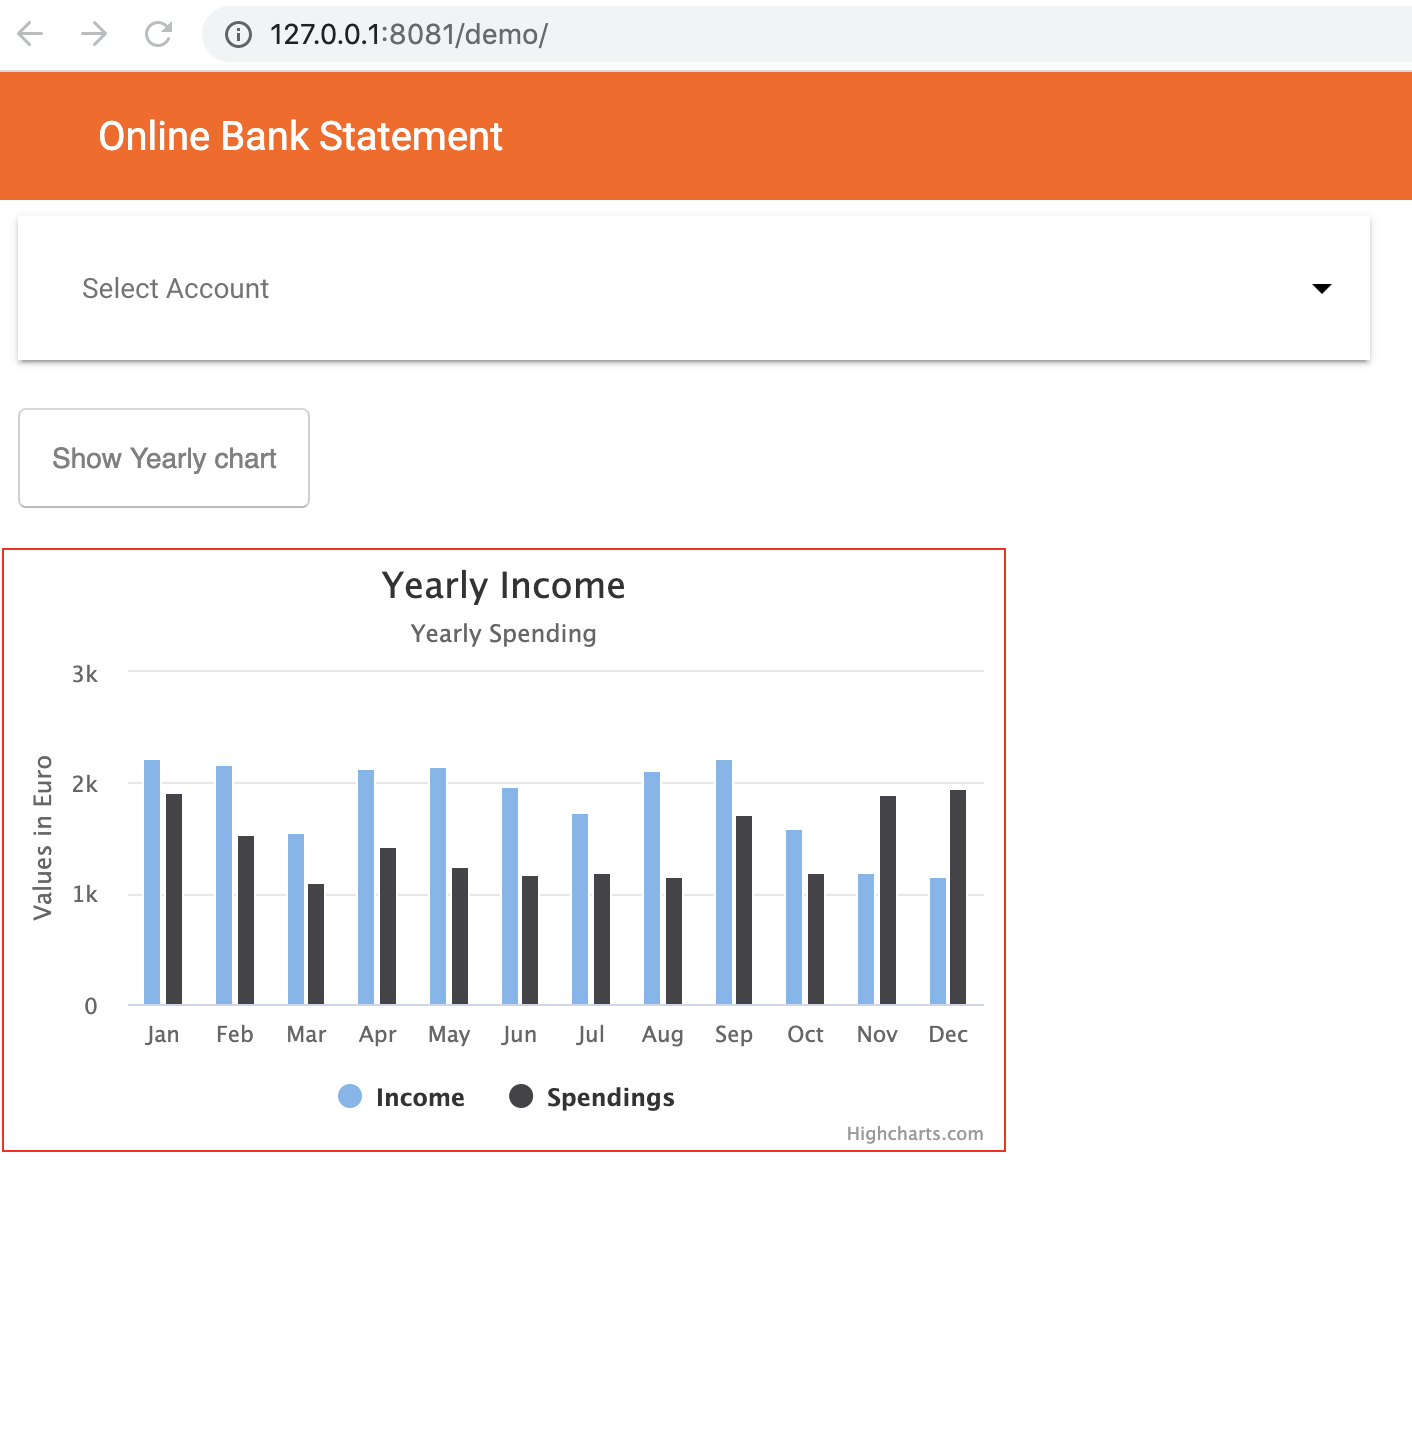 127.0.0.1:8081/demo/
Online Bank Statement
Select Account
Show Yearly chart
Yearly Income
Yearly Spending
Values in Euro
3k
2k
1k
0
Jan Feb Mar Apr May Jun Jul Aug Sep Oct Nov Dec
Income Spendings
Highcharts.com